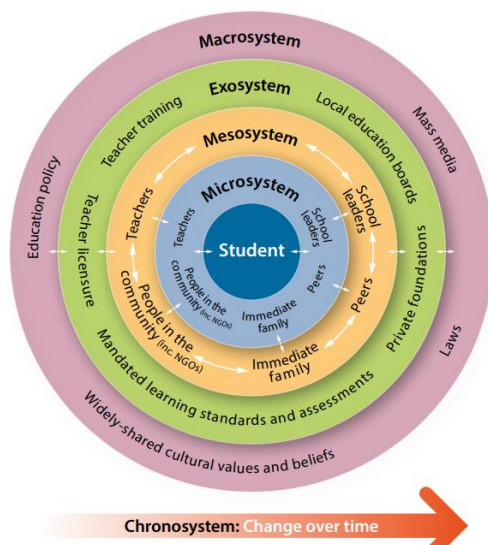 Macrosystem
Education policy
Mass media
Laws
Widely-shared cultural values and beliefs
Exosystem
Teacher training
Local education boards
Teacher licensure
Private foundations
Mandated learning standards and assessments
Mesosystem
Teachers
School
leaders
Peers
People in the
community (inc. NGOs)
Immediate
family
Microsystem
Teachers
School
leaders
Peers
People in the
community (inc. NGOs)
Immediate
family
Student
Chronosystem: Change over time